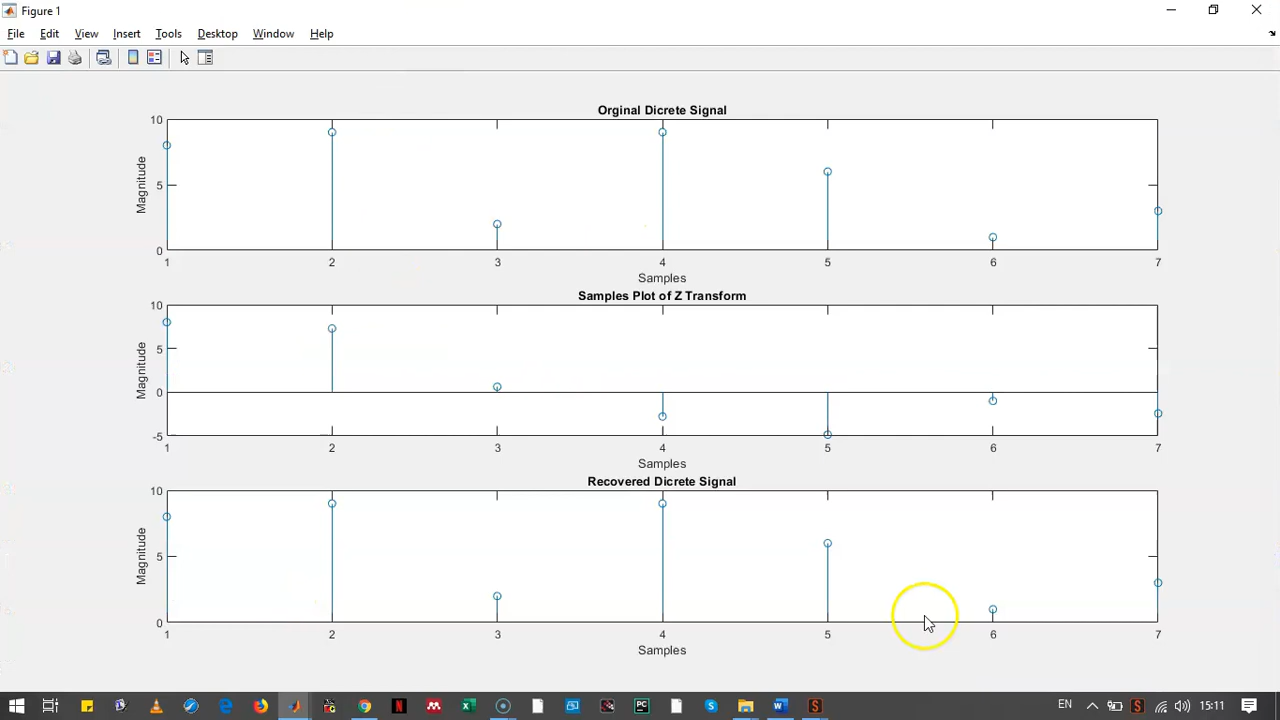 Figure 1
File Edit View Insert Tools Desktop Window Help
Orginal Dicrete Signal
10
5
0
Magnitude
1 2 3 4 5 6 7
Samples
Samples Plot of Z Transform
10
5
0
-5
Magnitude
1 2 3 4 5 6 7
Samples
Recovered Dicrete Signal
10
5
0
Magnitude
1 2 3 4 5 6 7
Samples
EN 15:11